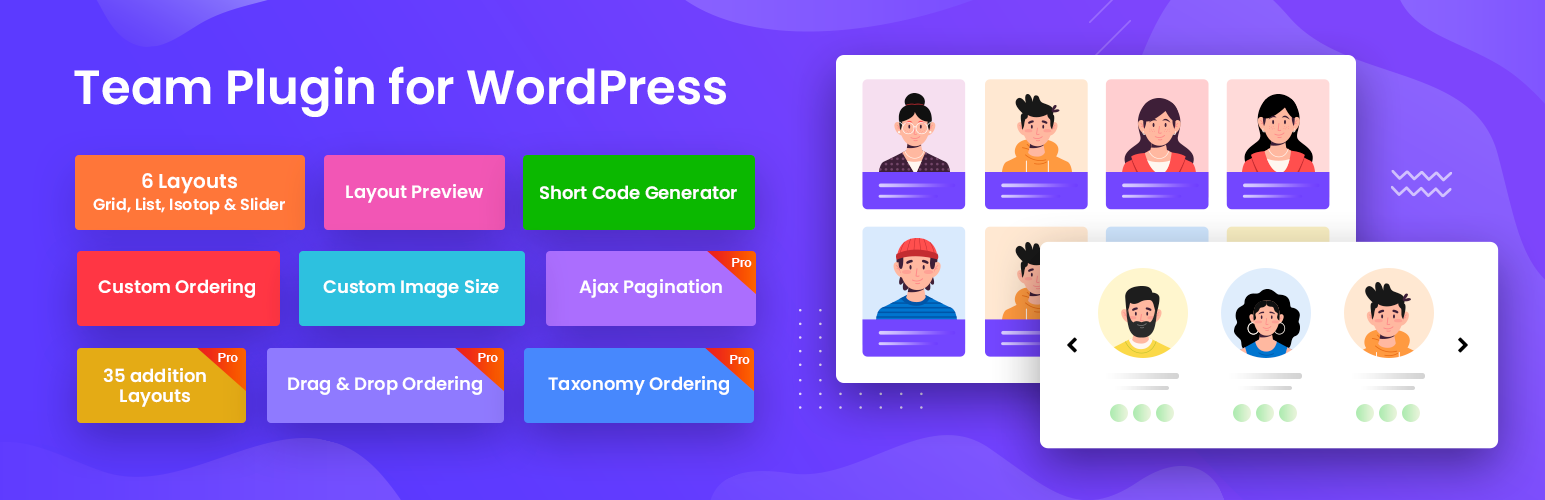 Team Plugin for WordPress
6 Layouts
Grid, List, Isotop & Slider
Layout Preview
Short Code Generator
Custom Ordering
Custom Image Size
Ajax Pagination
Pro
35 addition
Layouts
Pro
Drag & Drop Ordering
Pro
Taxonomy Ordering
Pro